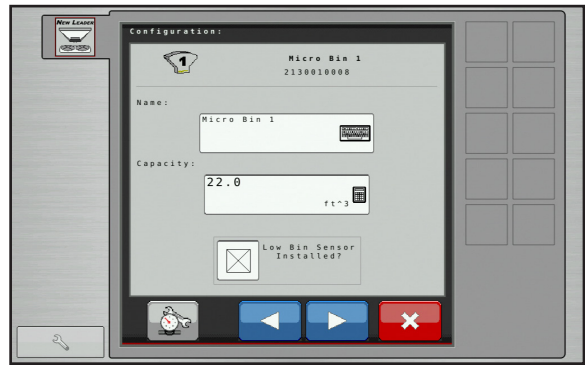 NEW LEADER
Configuration:
1
Micro Bin 1
2130010008
Name:
Micro Bin 1
Capacity:
22.0
ft^3
Low Bin Sensor
Installed?